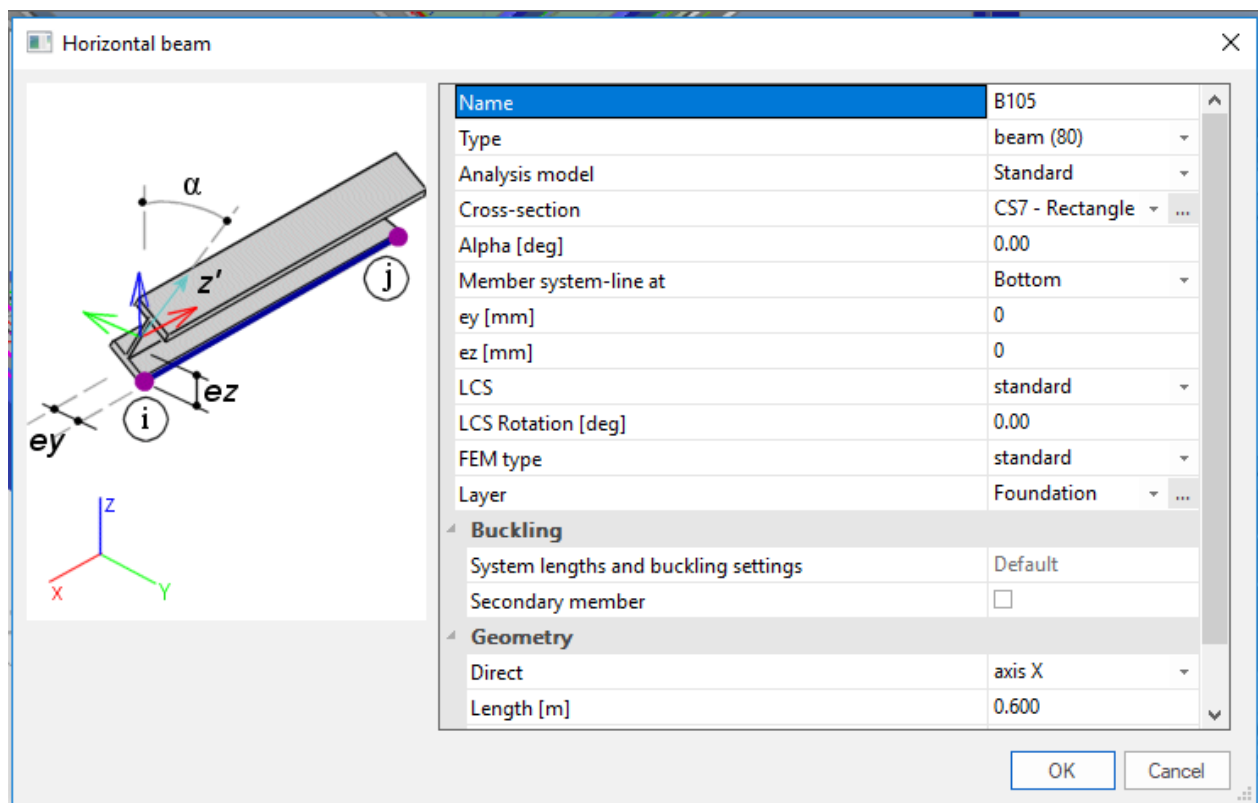 Horizontal beam
α
z'
j
ez
i
ey
Z
X
Y
Name B105
Type beam (80)
Analysis model Standard
Cross-section CS7 - Rectangle ...
Alpha [deg] 0.00
Member system-line at Bottom
ey [mm] 0
ez [mm] 0
LCS standard
LCS Rotation [deg] 0.00
FEM type standard
Layer Foundation ...
Buckling
System lengths and buckling settings Default
Secondary member
Geometry
Direct axis X
Length [m] 0.600
OK Cancel